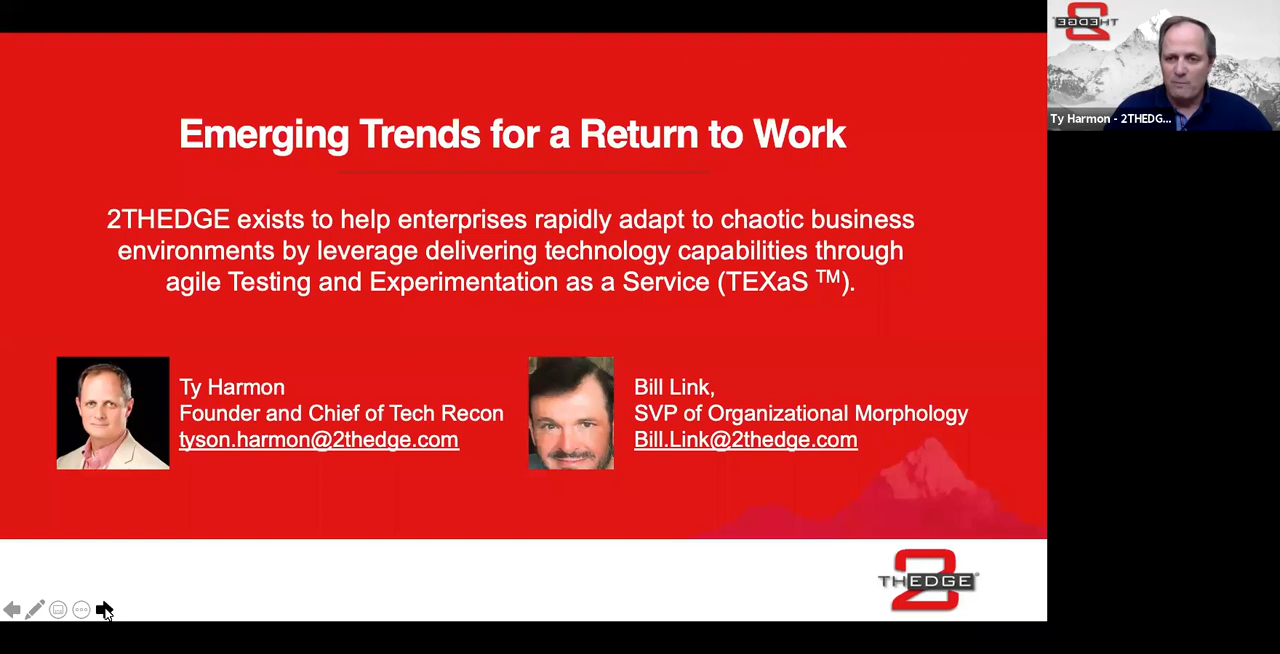 Emerging Trends for a Return to Work
2THEDGE exists to help enterprises rapidly adapt to chaotic business
environments by leverage delivering technology capabilities through
agile Testing and Experimentation as a Service (TEXaS ™).
Ty Harmon
Founder and Chief of Tech Recon
tyson.harmon@2thedge.com
Bill Link,
SVP of Organizational Morphology
Bill.Link@2thedge.com
2
THEDGE®
2
THEDGE
Ty Harmon - 2THEDG...